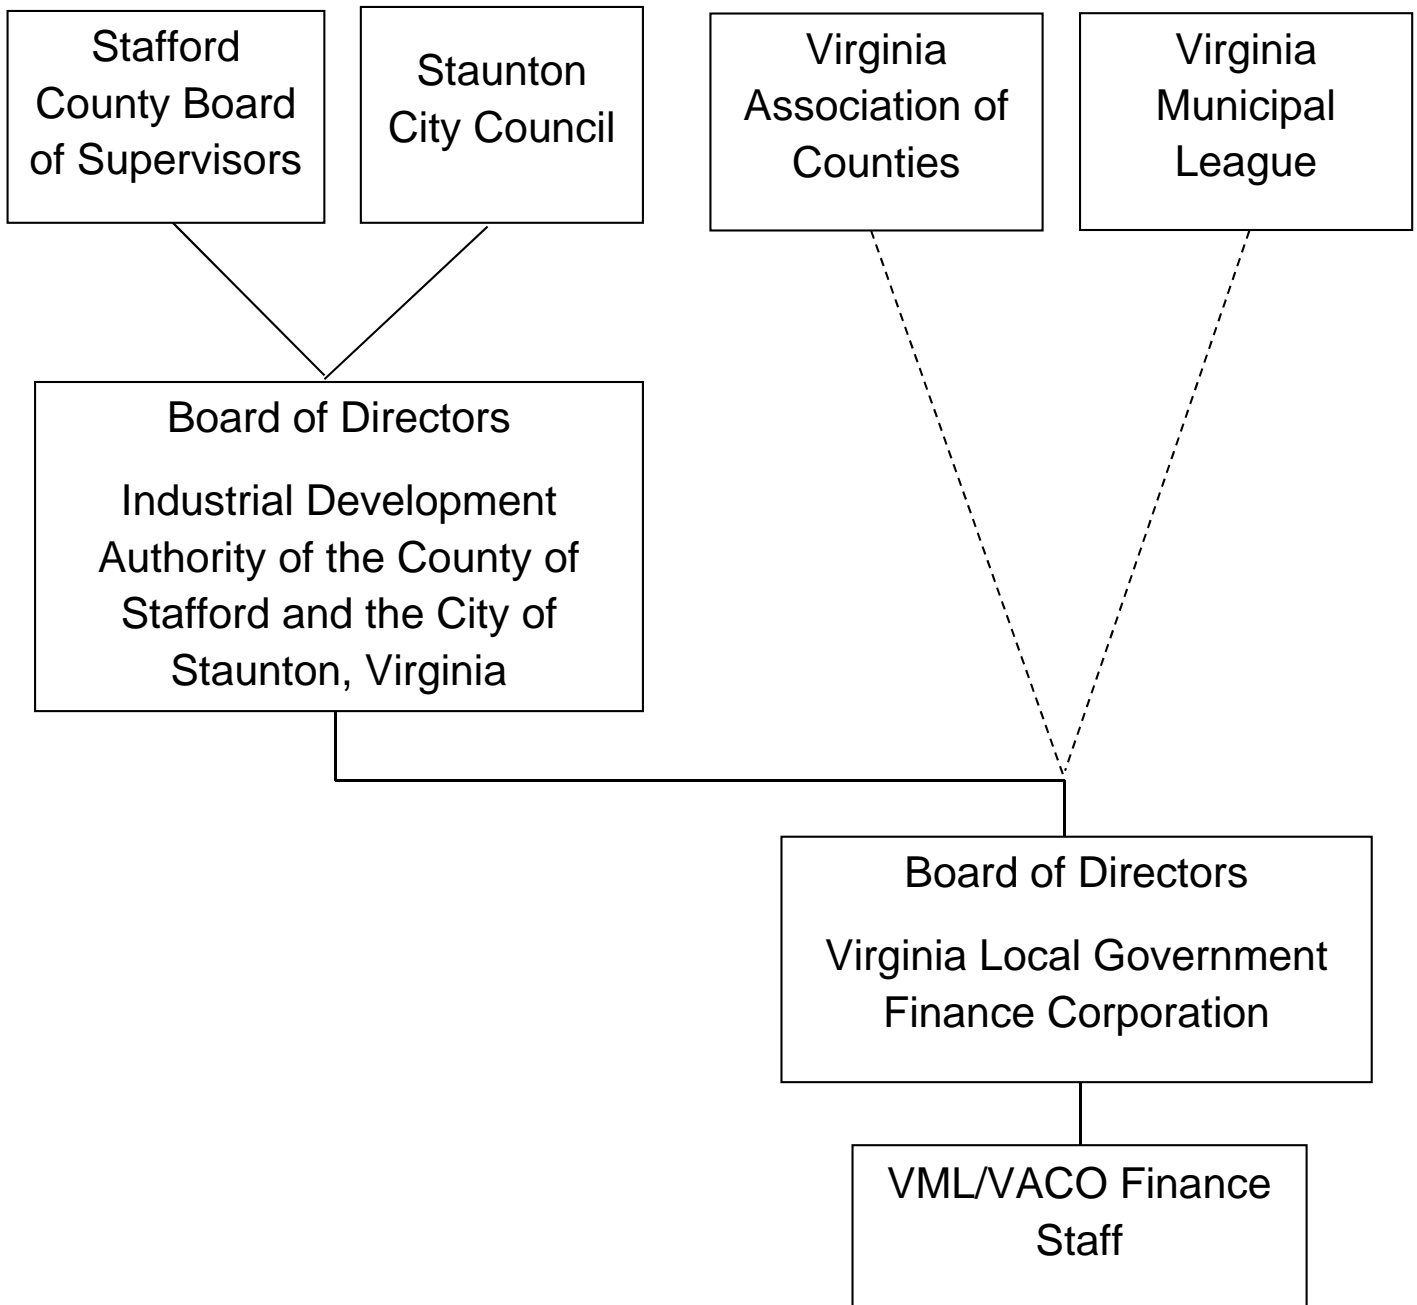 Stafford
County Board
of Supervisors
Staunton
City Council
Virginia
Association of
Counties
Virginia
Municipal
League
Board of Directors
Industrial Development
Authority of the County of
Stafford and the City of
Staunton, Virginia
Board of Directors
Virginia Local Government
Finance Corporation
VML/VACO Finance
Staff